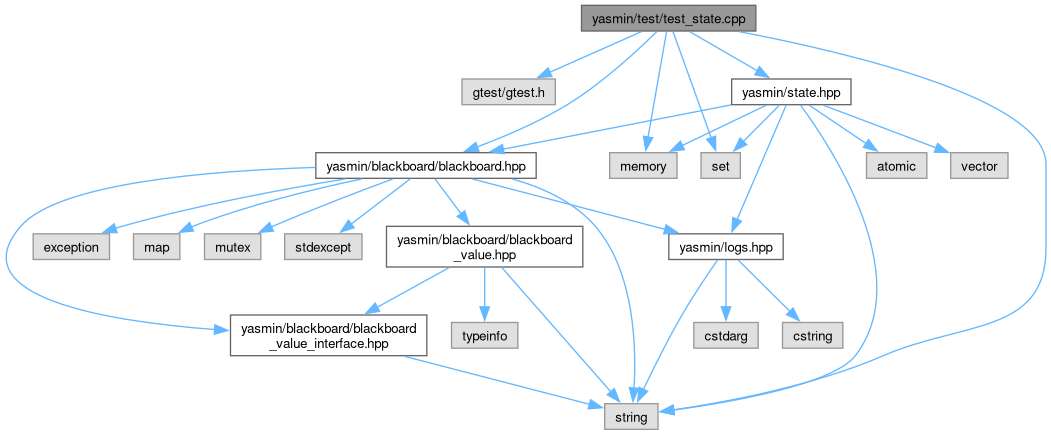 yasmin/test/test_state.cpp
gtest/gtest.h
yasmin/state.hpp
yasmin/blackboard/blackboard.hpp
memory
set
atomic
vector
exception
map
mutex
stdexcept
yasmin/blackboard/blackboard
_value.hpp
yasmin/logs.hpp
yasmin/blackboard/blackboard
_value_interface.hpp
typeinfo
cstdarg
cstring
string